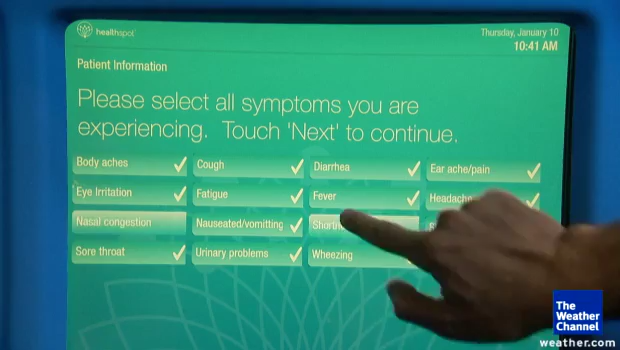 healthspot
Thursday, January 10
10:41 AM
Patient Information
Please select all symptoms you are
experiencing. Touch 'Next' to continue.
Body aches
Cough
Diarrhea
Ear ache/pain
Eye Irritation
Fatigue
Fever
Headache
Nasal congestion
Nauseated/vomitting
Sore throat
Urinary problems
Wheezing
The
Weather
Channel
weather.com